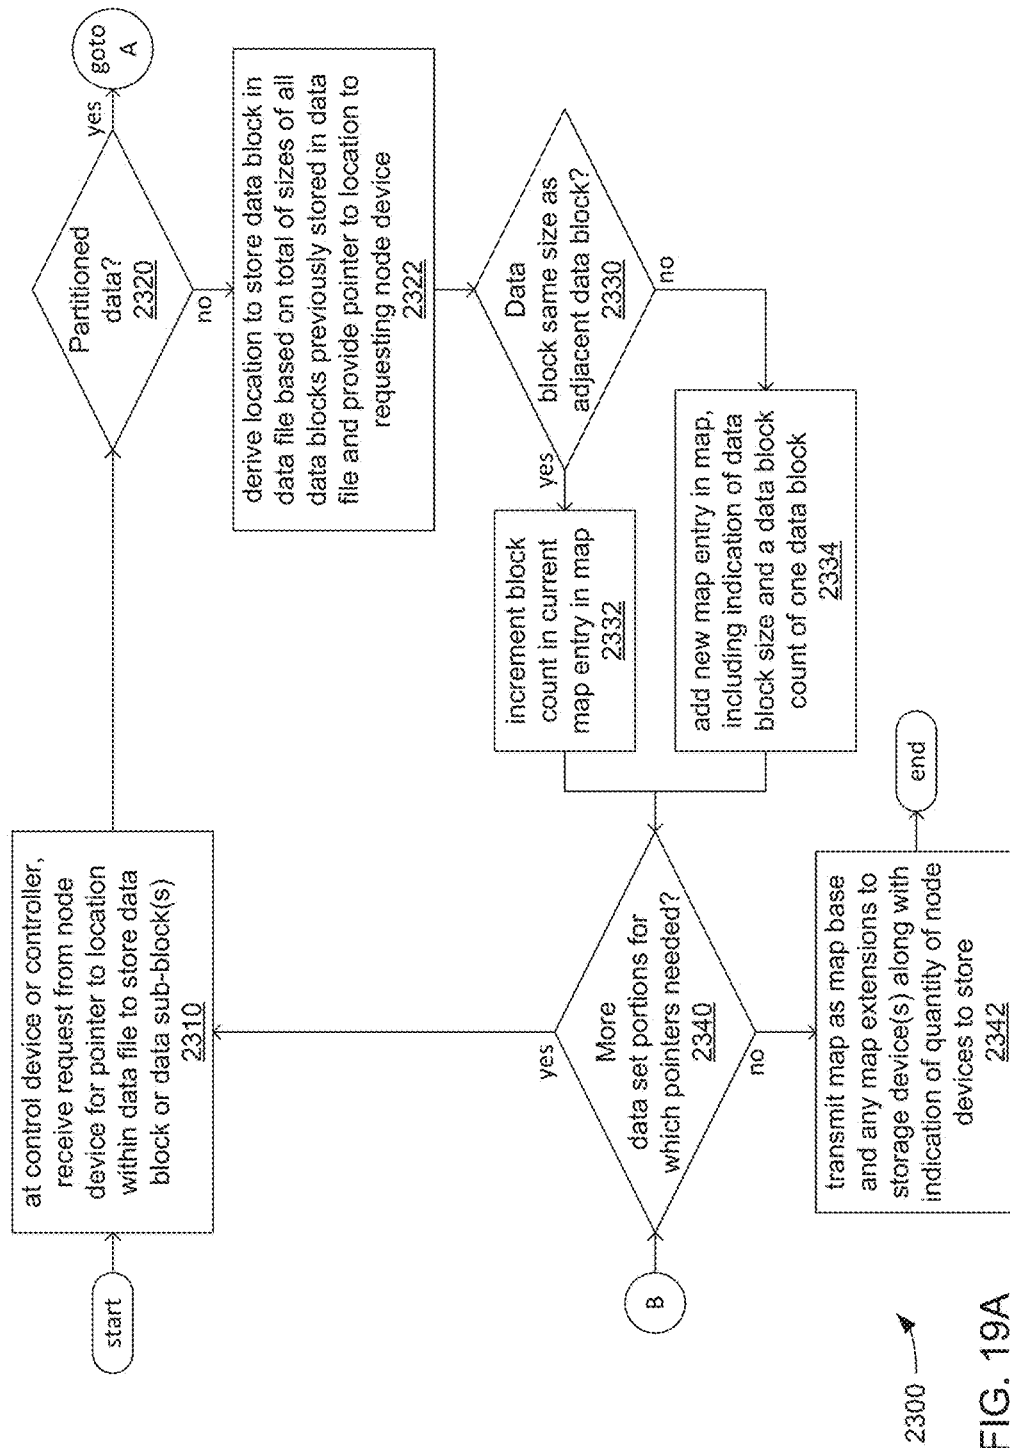 start
at control device or controller,
receive request from node
device for pointer to location
within data file to store data
block or data sub-block(s)
2310
Partitioned
data?
2320
yes
goto
A
no
derive location to store data block in
data file based on total of sizes of all
data blocks previously stored in data
file and provide pointer to location to
requesting node device
2322
Data
block same size as
adjacent data block?
2330
yes
no
increment block
count in current
map entry in map
2332
add new map entry in map,
including indication of data
block size and a data block
count of one data block
2334
B
More
data set portions for
which pointers needed?
2340
yes
no
transmit map as map base
and any map extensions to
storage device(s) along with
indication of quantity of node
devices to store
2342
end
2300
FIG. 19A